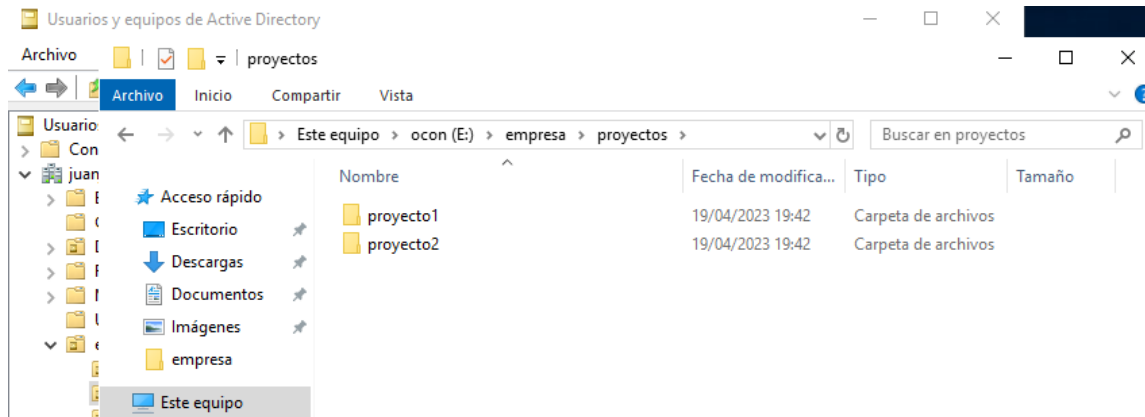 Usuarios y equipos de Active Directory
Archivo
proyectos
Archivo Inicio Compartir Vista
Usuario
Este equipo > ocon (E:) > empresa > proyectos >
Buscar en proyectos
Con
juan
Nombre Fecha de modifica... Tipo Tamaño
Acceso rápido
proyecto1 19/04/2023 19:42 Carpeta de archivos
Escritorio
proyecto2 19/04/2023 19:42 Carpeta de archivos
Descargas
Documentos
Imágenes
empresa
Este equipo